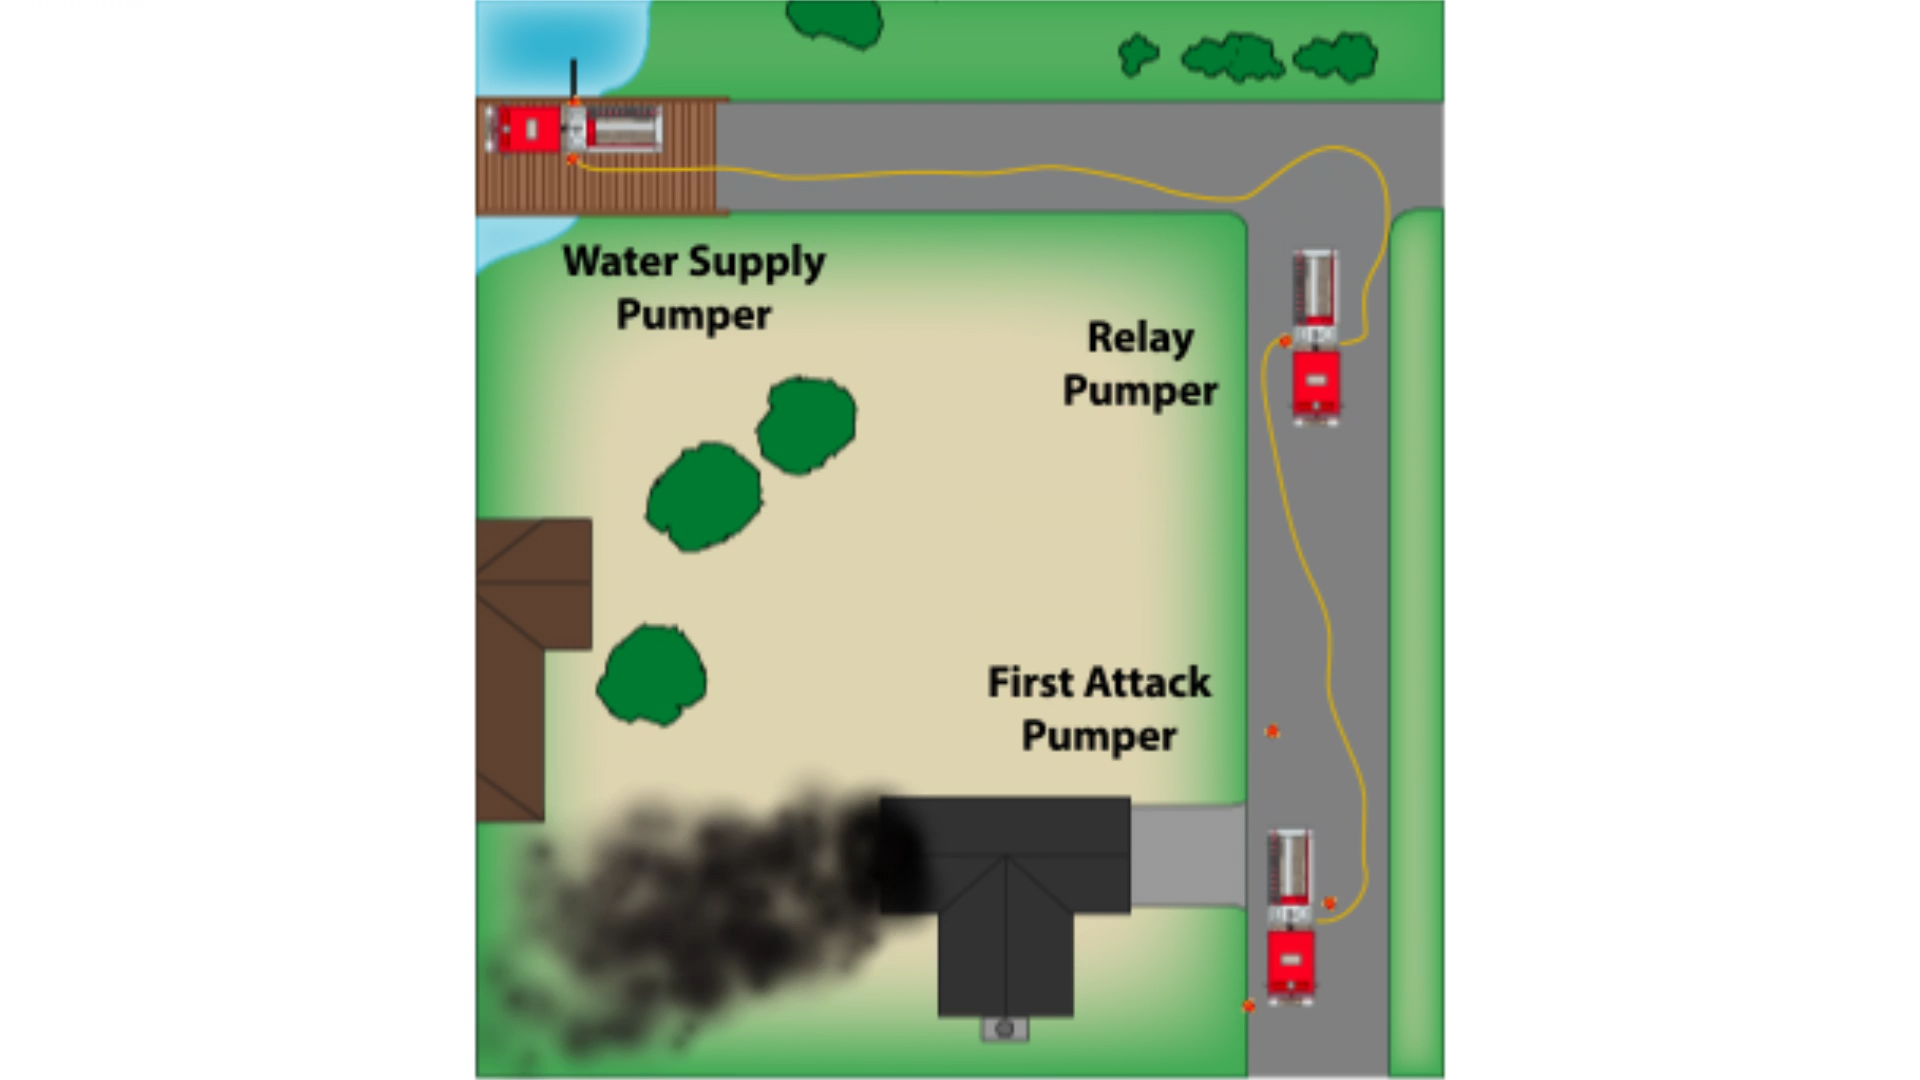 Water Supply
Pumper
Relay
Pumper
First Attack
Pumper